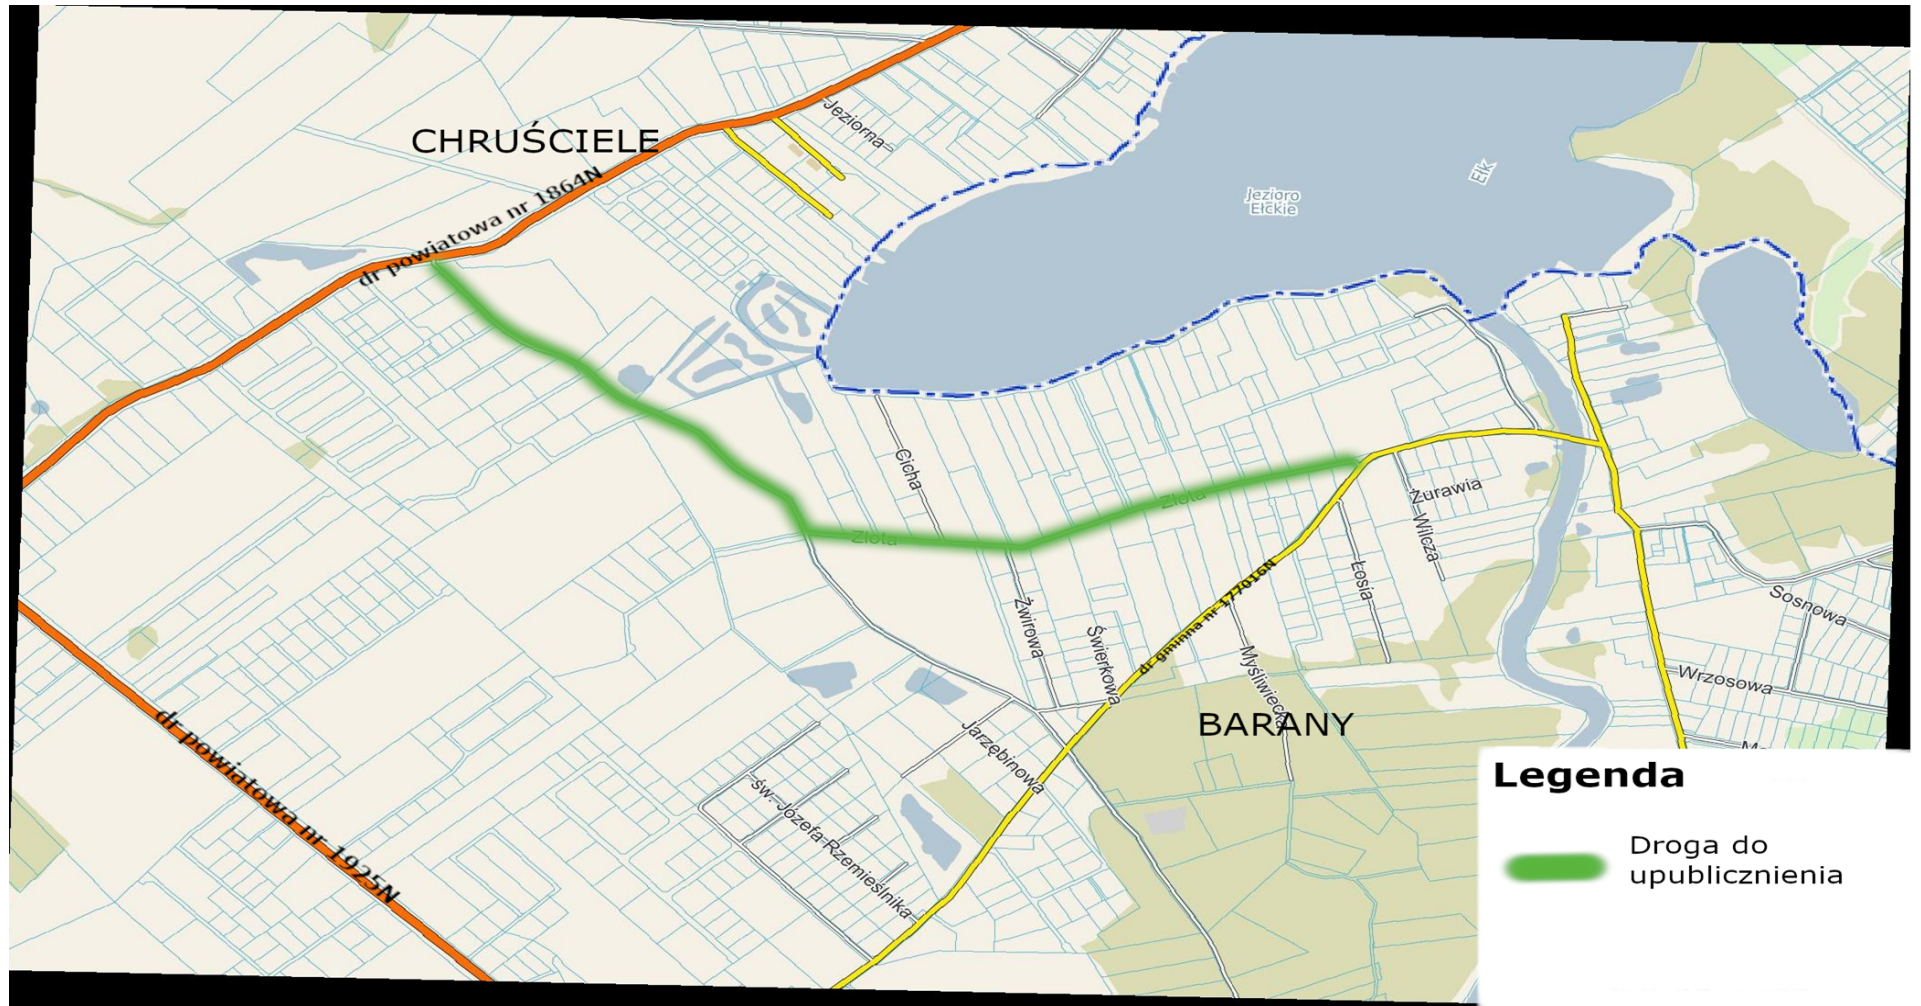 Jeziorna
CHRUŚCIELE
dr powiatowa nr 1864N
Ełk
Jezioro
Ełckie
Cicha
Złota
Złota
Żurawia
Wilcza
Łosia
dr gminna nr 177016N
Żwirowa
Świerkowa
Myśliwiecka
Sosnowa
Wrzosowa
BARANY
Jarzębinowa
św. Józefa Rzemieślnika
dr powiatowa nr 1925N
Legenda
Droga do
upublicznienia